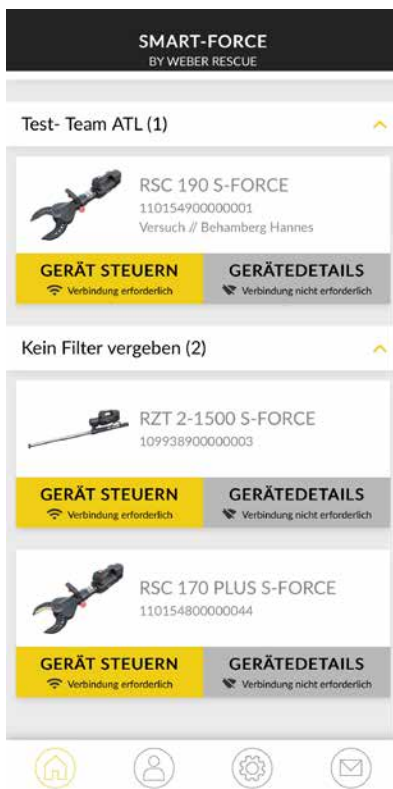 SMART-FORCE
BY WEBER RESCUE
Test- Team ATL (1)
RSC 190 S-FORCE
110154900000001
Versuch // Behamberg Hannes
GERÄT STEUERN
Verbindung erforderlich
GERÄTEDETAILS
Verbindung nicht erforderlich
Kein Filter vergeben (2)
RZT 2-1500 S-FORCE
109938900000003
GERÄT STEUERN
Verbindung erforderlich
GERÄTEDETAILS
Verbindung nicht erforderlich
RSC 170 PLUS S-FORCE
110154800000044
GERÄT STEUERN
Verbindung erforderlich
GERÄTEDETAILS
Verbindung nicht erforderlich